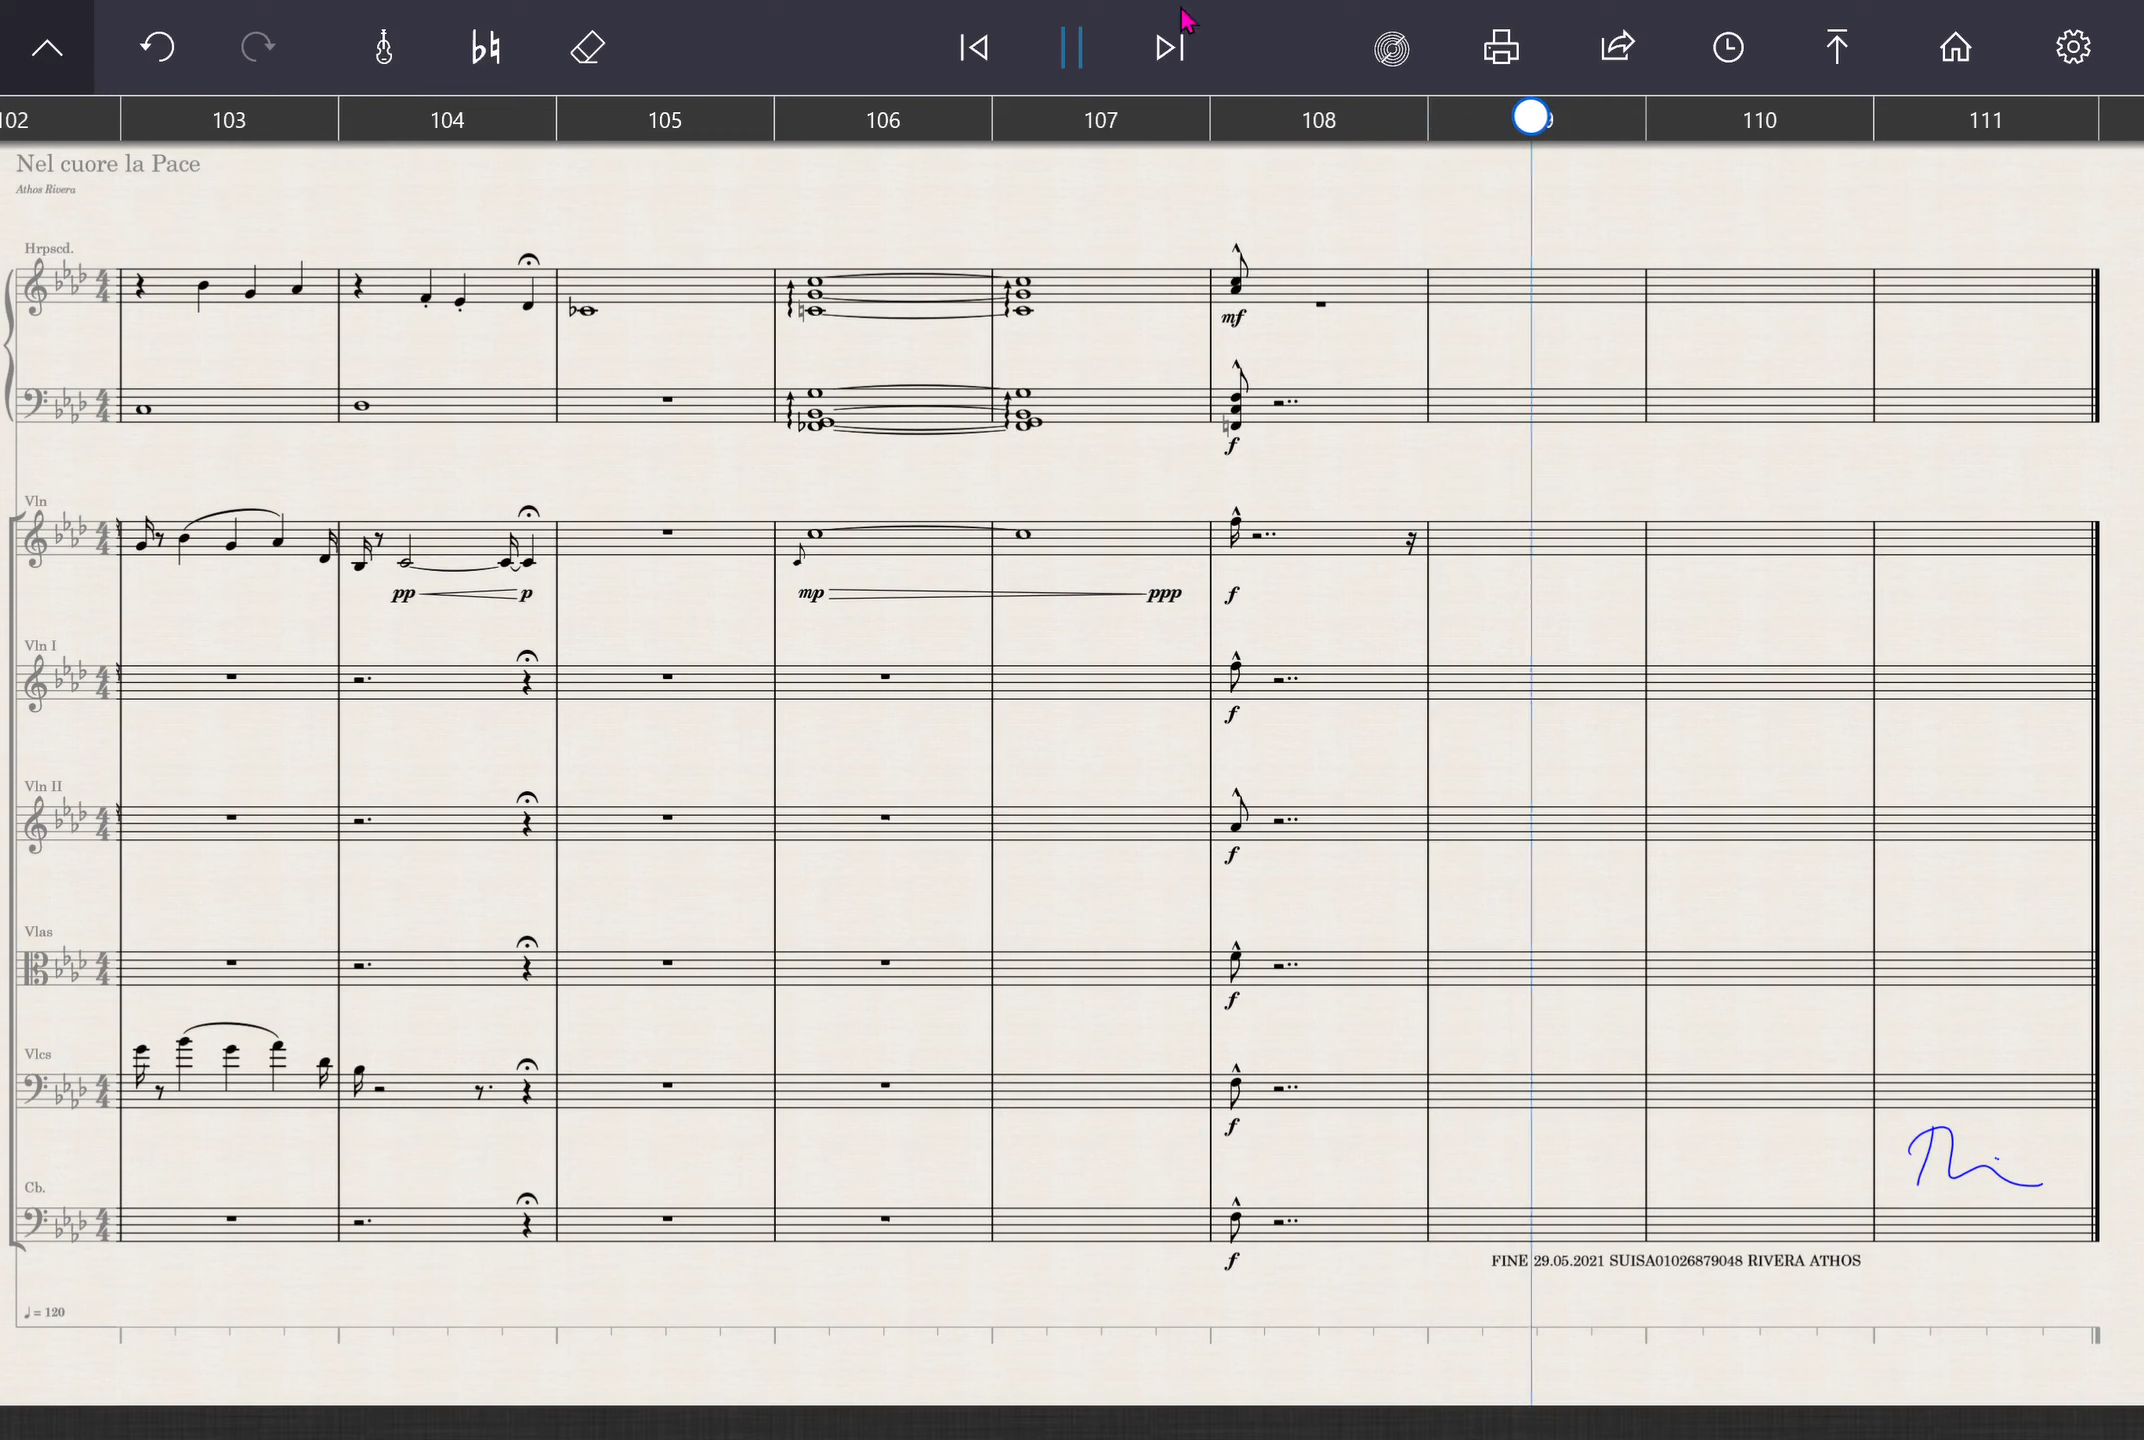 102 103 104 105 106 107 108 110 111
Nel cuore la Pace
Athos Rivera
Hrpscd.
mf
f
Vln
pp p mp ppp f
Vln I
f
Vln II
f
Vlas
f
Vlcs
f
Cb.
f
FINE 29.05.2021 SUISA01026879048 RIVERA ATHOS
♩ = 120